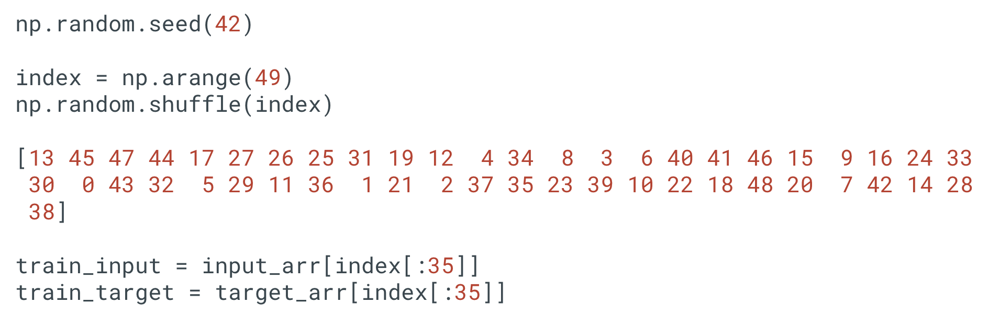 np.random.seed(42)
index = np.arange(49)
np.random.shuffle(index)
[13 45 47 44 17 27 26 25 31 19 12  4 34  8  3  6 40 41 46 15  9 16 24 33
 30  0 43 32  5 29 11 36  1 21  2 37 35 23 39 10 22 18 48 20  7 42 14 28
 38]
train_input = input_arr[index[:35]]
train_target = target_arr[index[:35]]